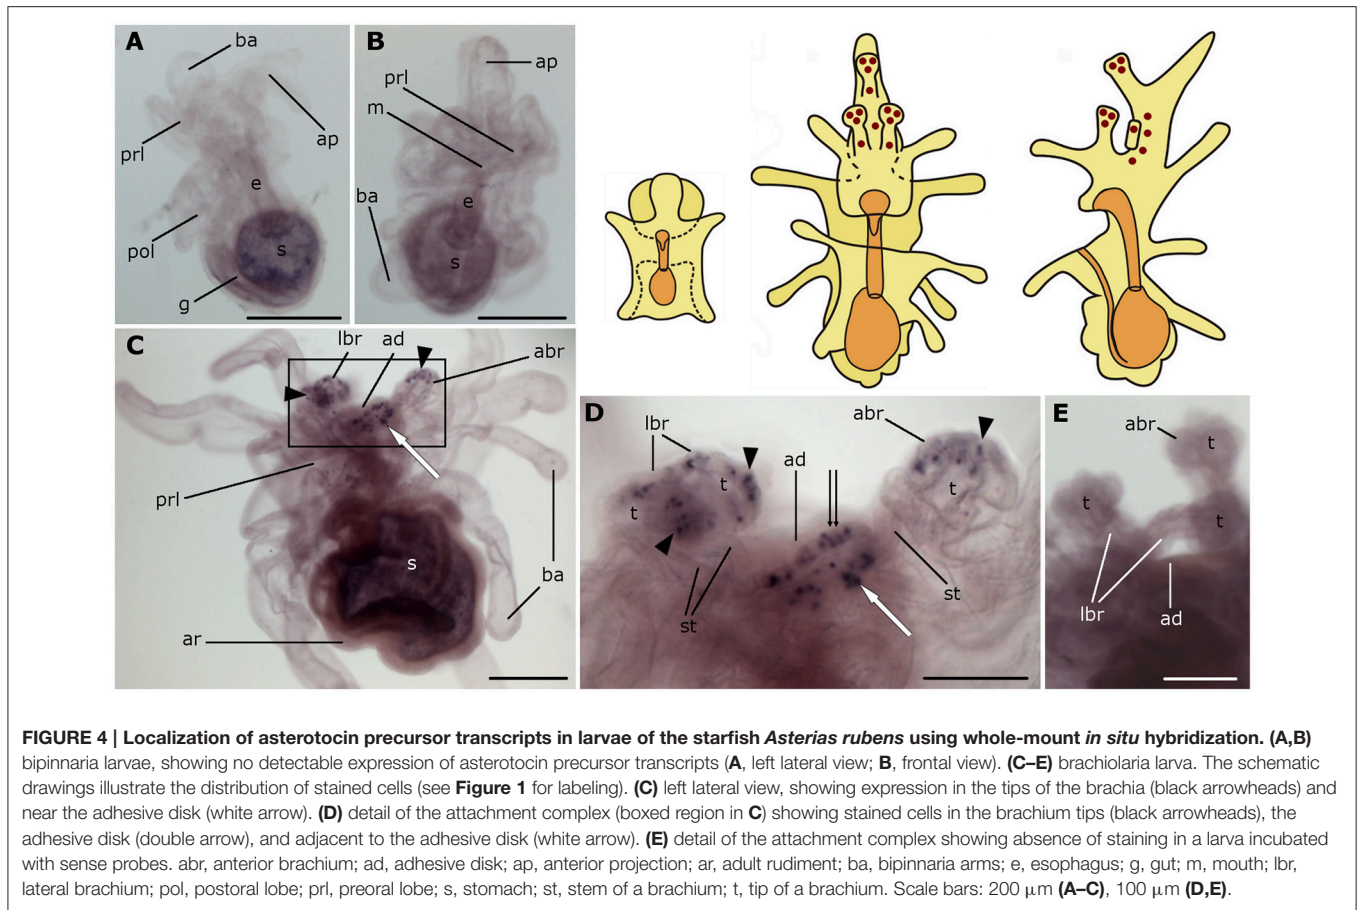 A
ba
ap
prl
e
pol
s
g
B
ap
prl
m
e
ba
s
C
lbr
ad
abr
prl
s
ba
ar
D
lbr
abr
ad
t
t
t
st
st
E
abr
t
t
t
lbr
ad
FIGURE 4 | Localization of asterotocin precursor transcripts in larvae of the starfish Asterias rubens using whole-mount in situ hybridization. (A,B)
bipinnaria larvae, showing no detectable expression of asterotocin precursor transcripts (A, left lateral view; B, frontal view). (C–E) brachiolaria larva. The schematic
drawings illustrate the distribution of stained cells (see Figure 1 for labeling). (C) left lateral view, showing expression in the tips of the brachia (black arrowheads) and
near the adhesive disk (white arrow). (D) detail of the attachment complex (boxed region in C) showing stained cells in the brachium tips (black arrowheads), the
adhesive disk (double arrow), and adjacent to the adhesive disk (white arrow). (E) detail of the attachment complex showing absence of staining in a larva incubated
with sense probes. abr, anterior brachium; ad, adhesive disk; ap, anterior projection; ar, adult rudiment; ba, bipinnaria arms; e, esophagus; g, gut; m, mouth; lbr,
lateral brachium; pol, postoral lobe; prl, preoral lobe; s, stomach; st, stem of a brachium; t, tip of a brachium. Scale bars: 200 μm (A–C), 100 μm (D,E).